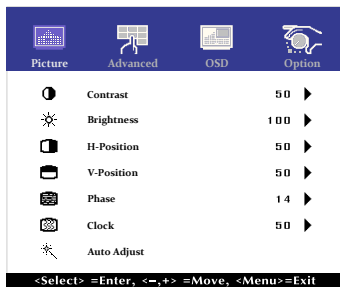 Picture Advanced OSD Option
Contrast 50
Brightness 100
H-Position 50
V-Position 50
Phase 14
Clock 50
Auto Adjust
<Select> =Enter, <−,+> =Move, <Menu>=Exit